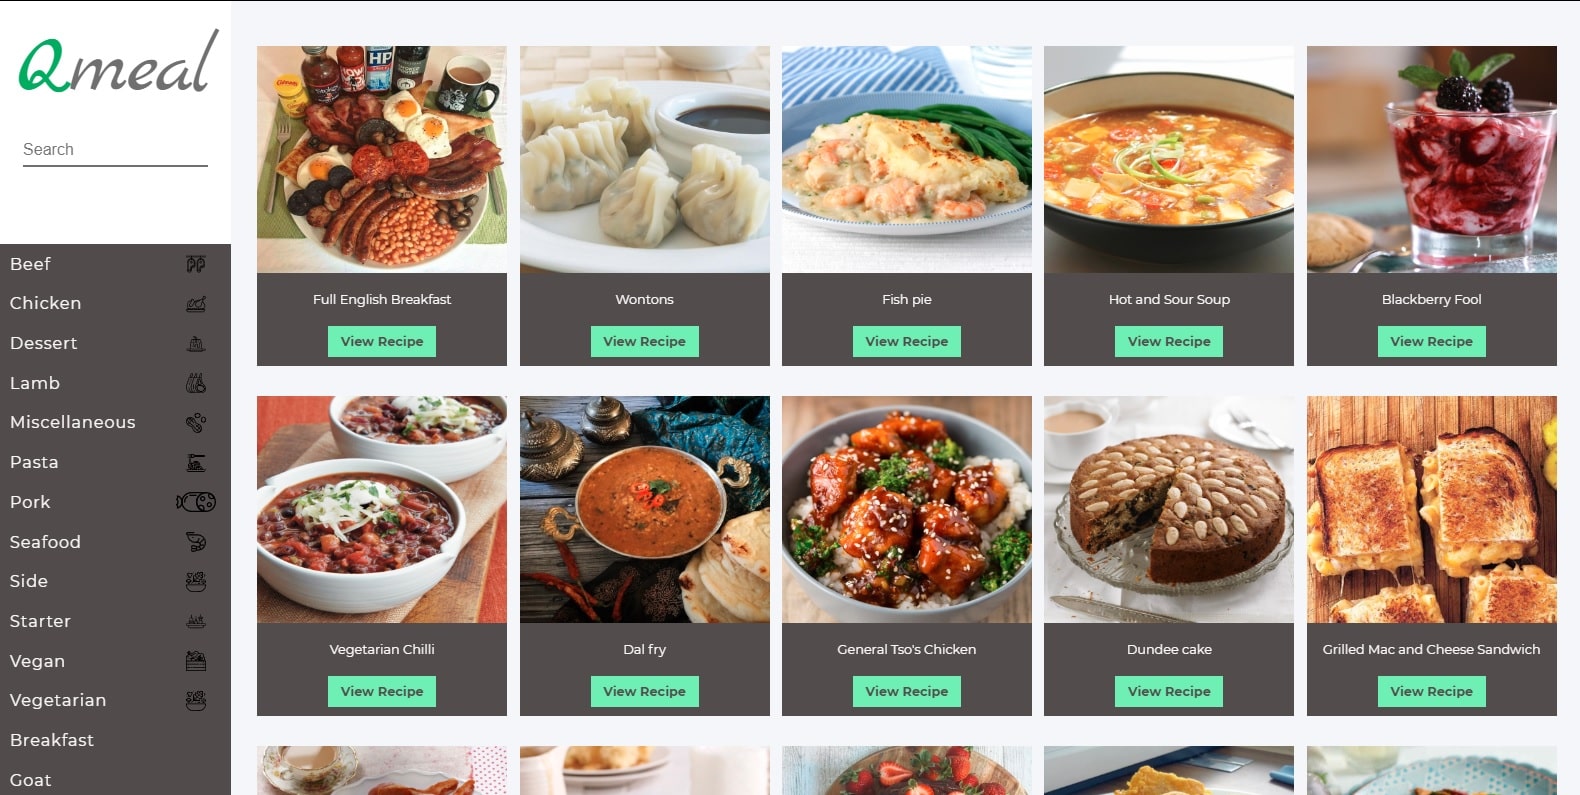 Qmeal
Search
Beef
Chicken
Dessert
Lamb
Miscellaneous
Pasta
Pork
Seafood
Side
Starter
Vegan
Vegetarian
Breakfast
Goat
HP
Full English Breakfast
View Recipe
Wontons
View Recipe
Fish pie
View Recipe
Hot and Sour Soup
View Recipe
Blackberry Fool
View Recipe
Vegetarian Chilli
View Recipe
Dal fry
View Recipe
General Tso's Chicken
View Recipe
Dundee cake
View Recipe
Grilled Mac and Cheese Sandwich
View Recipe